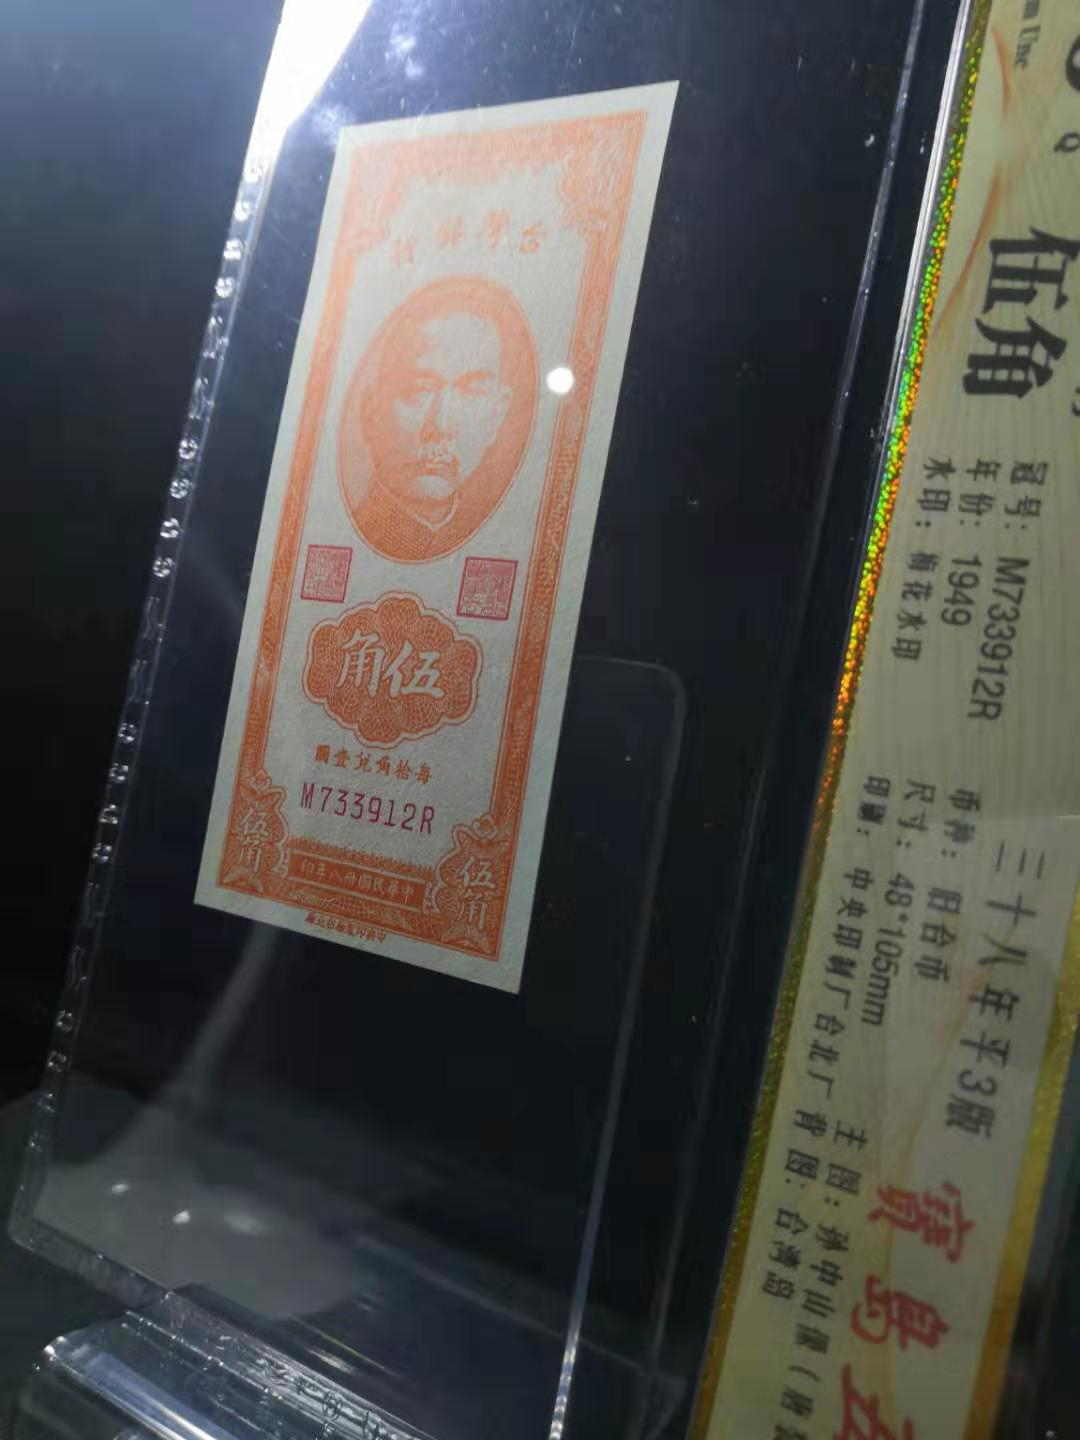 台灣銀行
伍角
每拾角兌壹圓
M733912R
伍角
伍角
中華民國卅八年印
伍角
冠号: M733912R
年份: 1949
水印: 梅花水印
三十八年平3版
币种: 旧台币
尺寸: 48*105mm
印刷: 中央印制厂台北厂
寶島
主图: 孙中山像(
背图: 台湾岛